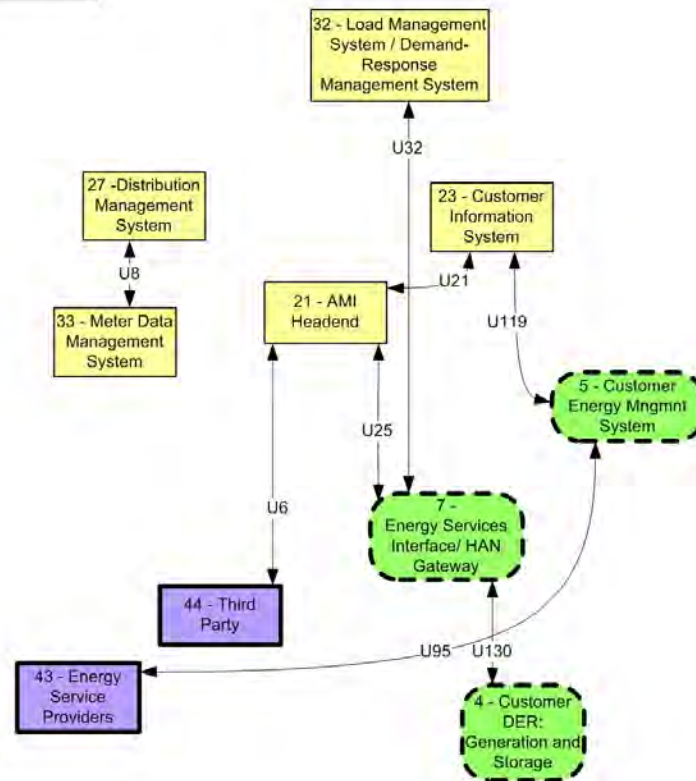 32 - Load Management
System / Demand-
Response
Management System
U32
27 -Distribution
Management
System
23 - Customer
Information
System
U8
U21
21 - AMI
Headend
33 - Meter Data
Management
System
U119
5 - Customer
Energy Mngmnt
System
U25
U6
7 -
Energy Services
Interface/ HAN
Gateway
44 - Third
Party
U95
U130
43 - Energy
Service
Providers
4 - Customer
DER:
Generation and
Storage